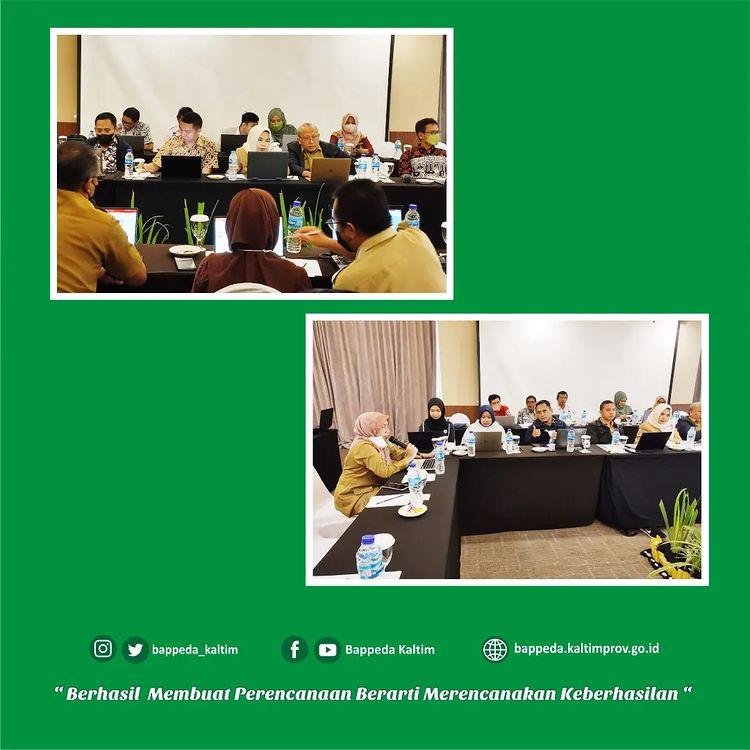 bappeda_kaltim Bappeda Kaltim bappeda.kaltimprov.go.id
“ Berhasil Membuat Perencanaan Berarti Merencanakan Keberhasilan “